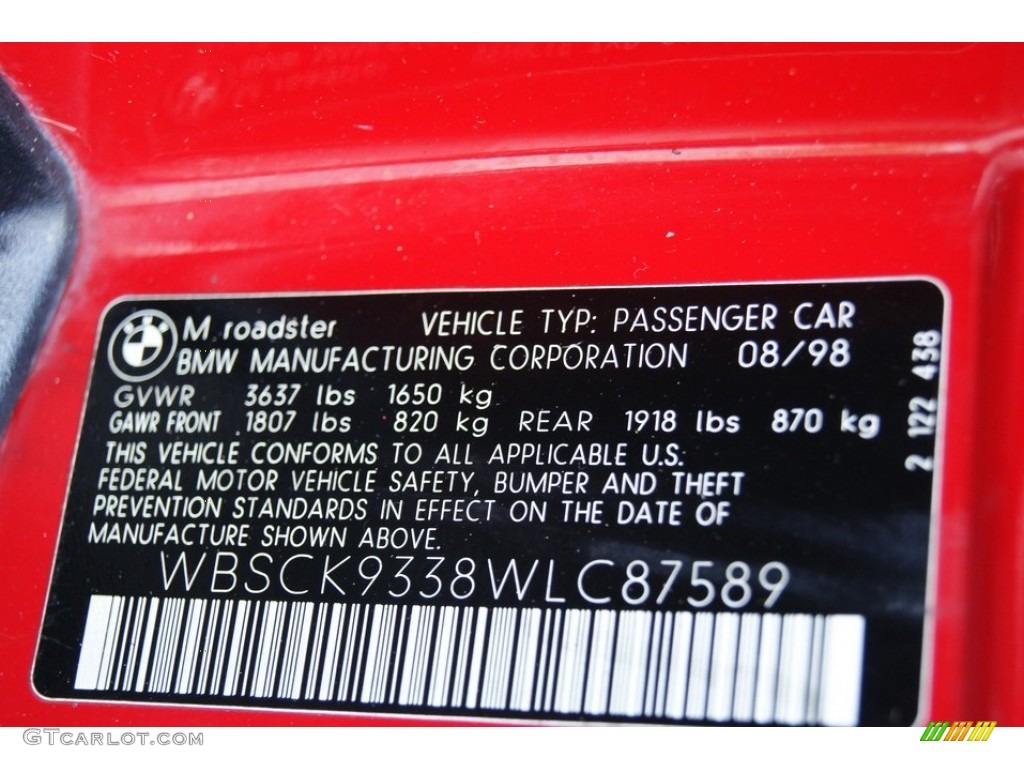 M roadster VEHICLE TYP: PASSENGER CAR
BMW MANUFACTURING CORPORATION 08/98
GVWR 3637 lbs 1650 kg
GAWR FRONT 1807 lbs 820 kg REAR 1918 lbs 870 kg
THIS VEHICLE CONFORMS TO ALL APPLICABLE U.S.
FEDERAL MOTOR VEHICLE SAFETY, BUMPER AND THEFT
PREVENTION STANDARDS IN EFFECT ON THE DATE OF
MANUFACTURE SHOWN ABOVE.
WBSCK9338WLC87589
2 122 438
GTCARLOT.COM